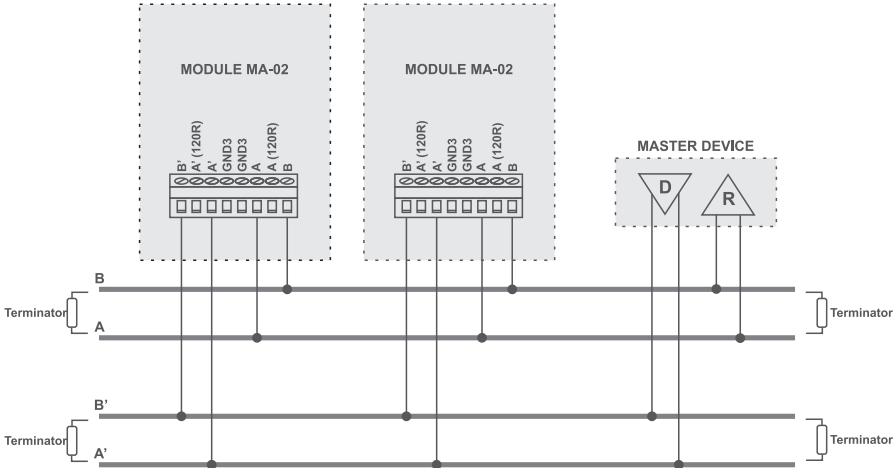 MODULE MA-02
MODULE MA-02
B'
A' (120R)
A'
GND3
GND3
A
A (120R)
B
B'
A' (120R)
A'
GND3
GND3
A
A (120R)
B
MASTER DEVICE
D
R
B
Terminator
Terminator
A
B'
Terminator
Terminator
A'